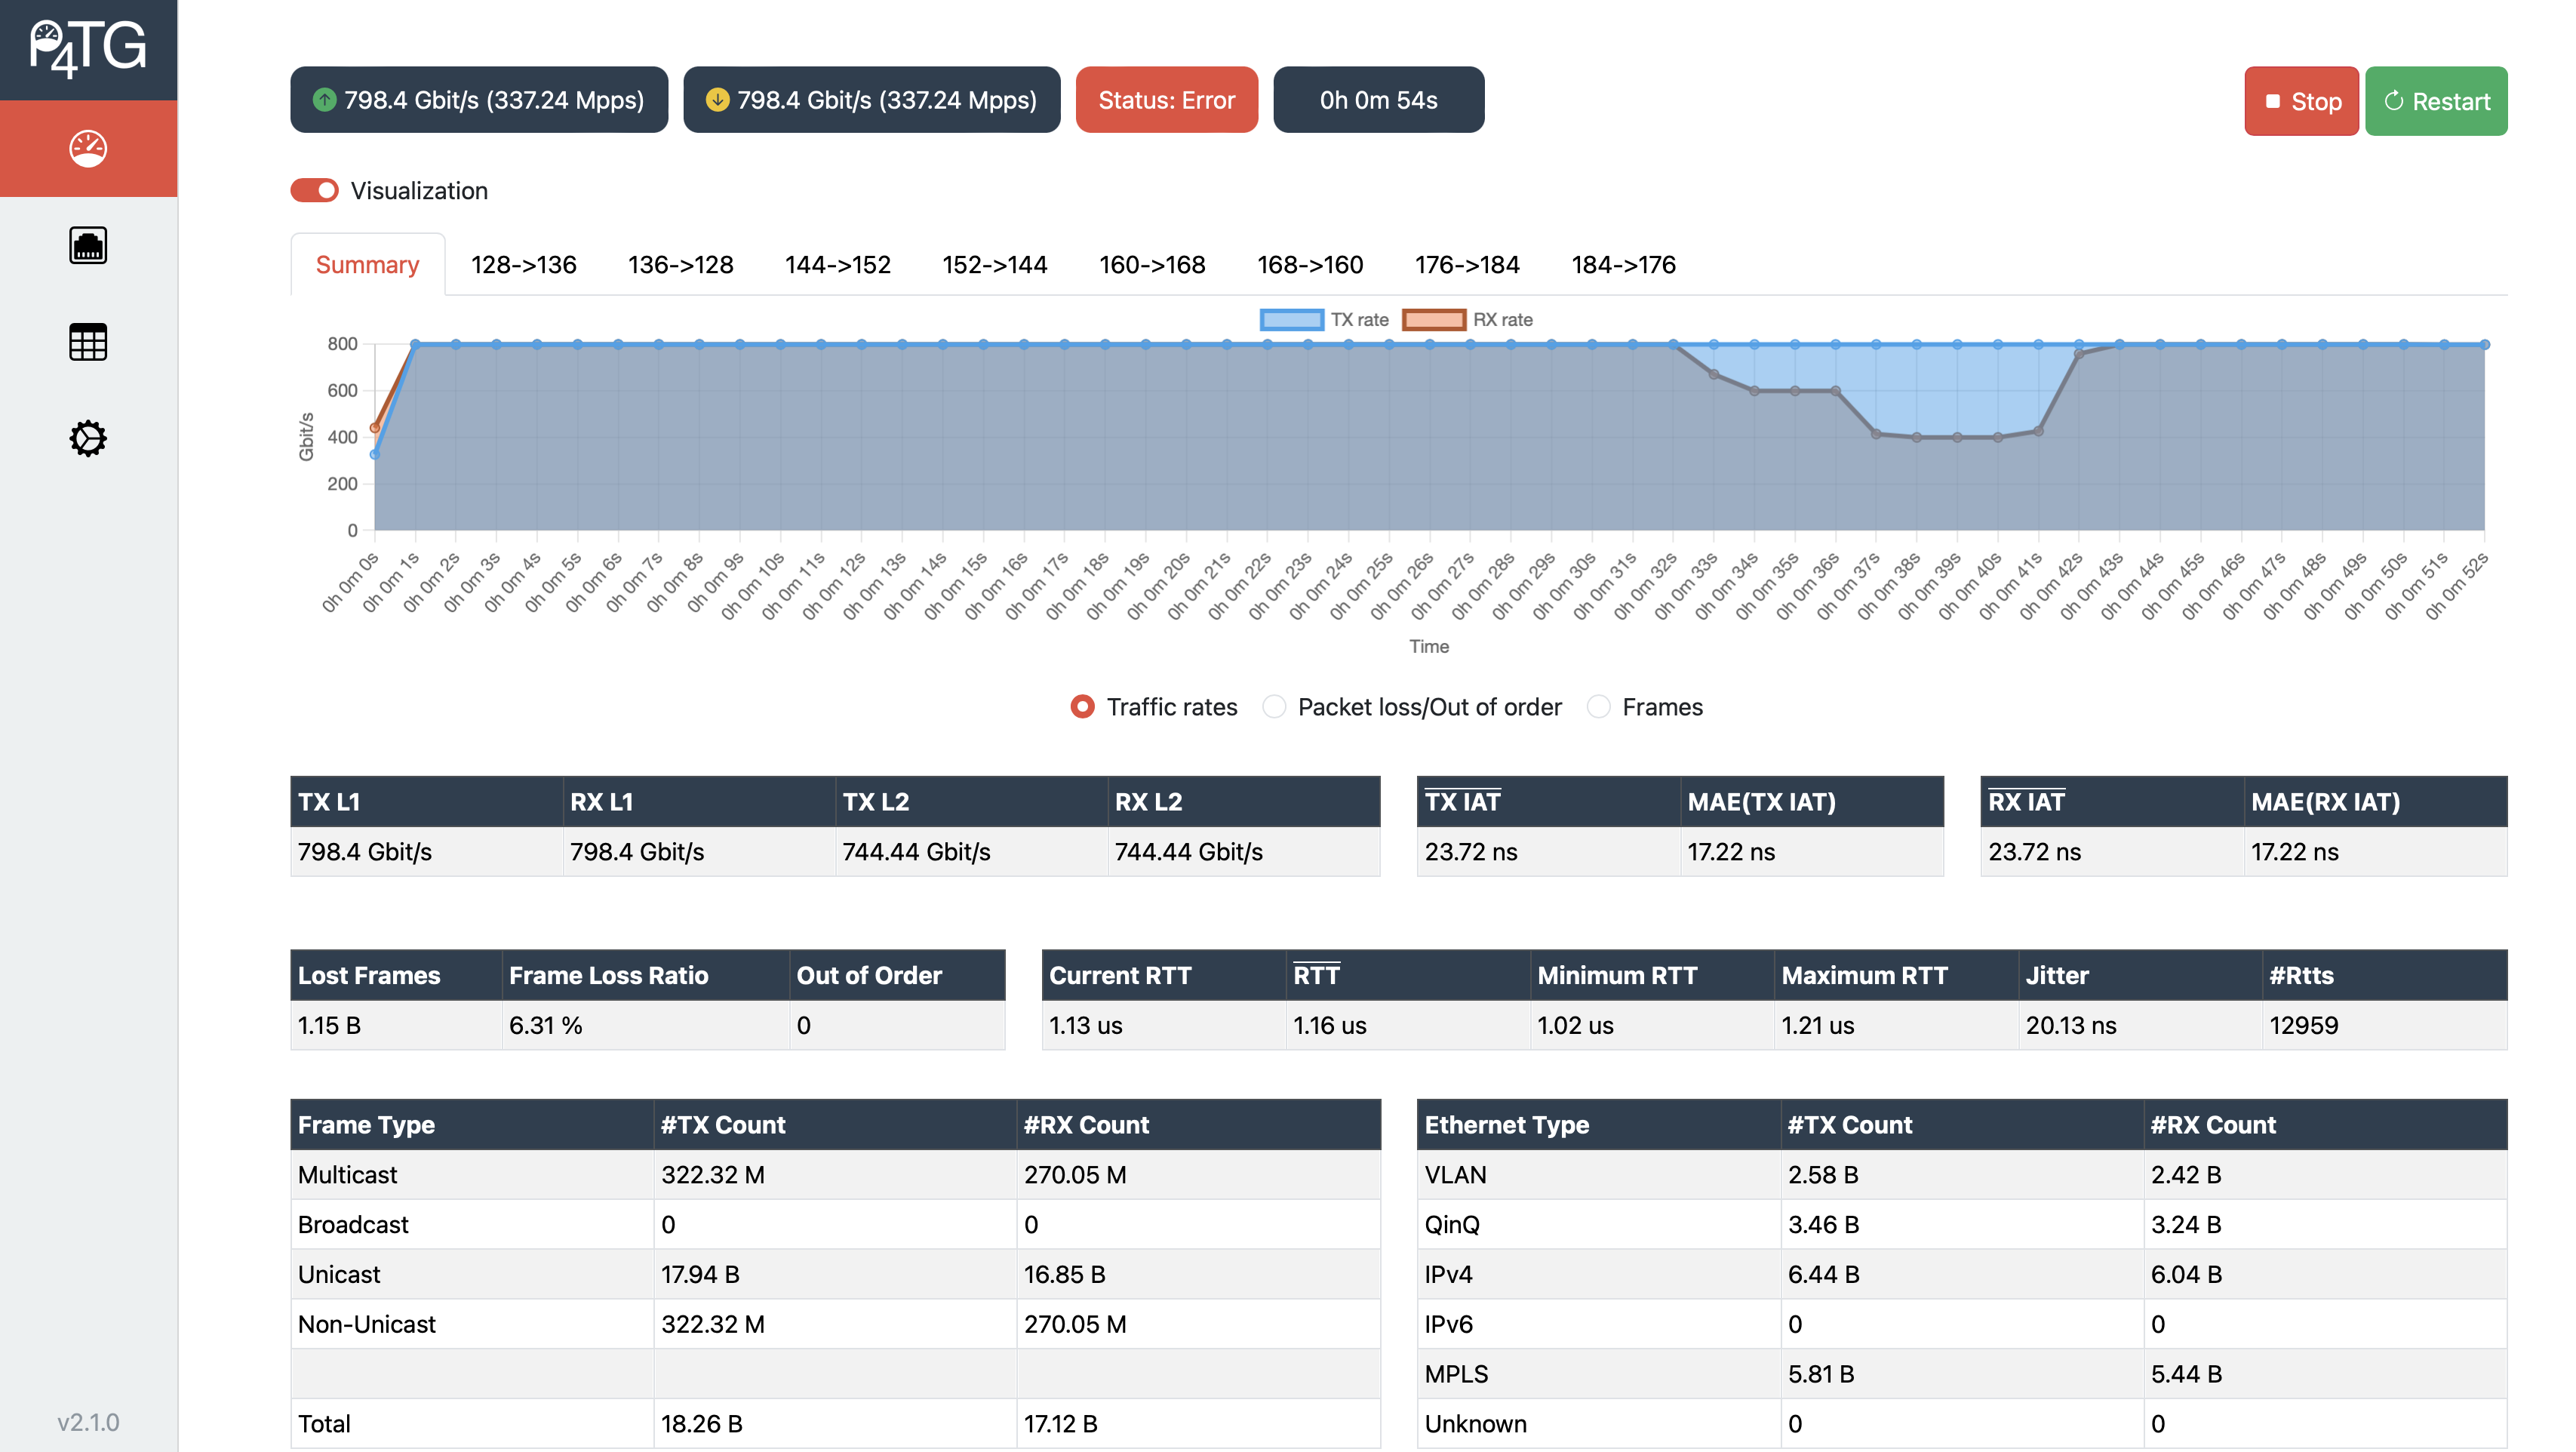 P4TG
798.4 Gbit/s (337.24 Mpps) 798.4 Gbit/s (337.24 Mpps) Status: Error 0h 0m 54s Stop Restart
Visualization
Summary 128->136 136->128 144->152 152->144 160->168 168->160 176->184 184->176
TX rate RX rate
800
600
400
200
0
Gbit/s
0h 0m 0s 0h 0m 1s 0h 0m 2s 0h 0m 3s 0h 0m 4s 0h 0m 5s 0h 0m 6s 0h 0m 7s 0h 0m 8s 0h 0m 9s 0h 0m 10s 0h 0m 11s 0h 0m 12s 0h 0m 13s 0h 0m 14s 0h 0m 15s 0h 0m 16s 0h 0m 17s 0h 0m 18s 0h 0m 19s 0h 0m 20s 0h 0m 21s 0h 0m 22s 0h 0m 23s 0h 0m 24s 0h 0m 25s 0h 0m 26s 0h 0m 27s 0h 0m 28s 0h 0m 29s 0h 0m 30s 0h 0m 31s 0h 0m 32s 0h 0m 33s 0h 0m 34s 0h 0m 35s 0h 0m 36s 0h 0m 37s 0h 0m 38s 0h 0m 39s 0h 0m 40s 0h 0m 41s 0h 0m 42s 0h 0m 43s 0h 0m 44s 0h 0m 45s 0h 0m 46s 0h 0m 47s 0h 0m 48s 0h 0m 49s 0h 0m 50s 0h 0m 51s 0h 0m 52s
Time
Traffic rates Packet loss/Out of order Frames
TX L1 RX L1 TX L2 RX L2 TX IAT MAE(TX IAT) RX IAT MAE(RX IAT)
798.4 Gbit/s 798.4 Gbit/s 744.44 Gbit/s 744.44 Gbit/s 23.72 ns 17.22 ns 23.72 ns 17.22 ns
Lost Frames Frame Loss Ratio Out of Order Current RTT RTT Minimum RTT Maximum RTT Jitter #Rtts
1.15 B 6.31 % 0 1.13 us 1.16 us 1.02 us 1.21 us 20.13 ns 12959
Frame Type #TX Count #RX Count Ethernet Type #TX Count #RX Count
Multicast 322.32 M 270.05 M VLAN 2.58 B 2.42 B
Broadcast 0 0 QinQ 3.46 B 3.24 B
Unicast 17.94 B 16.85 B IPv4 6.44 B 6.04 B
Non-Unicast 322.32 M 270.05 M IPv6 0 0
MPLS 5.81 B 5.44 B
Total 18.26 B 17.12 B Unknown 0 0
v2.1.0